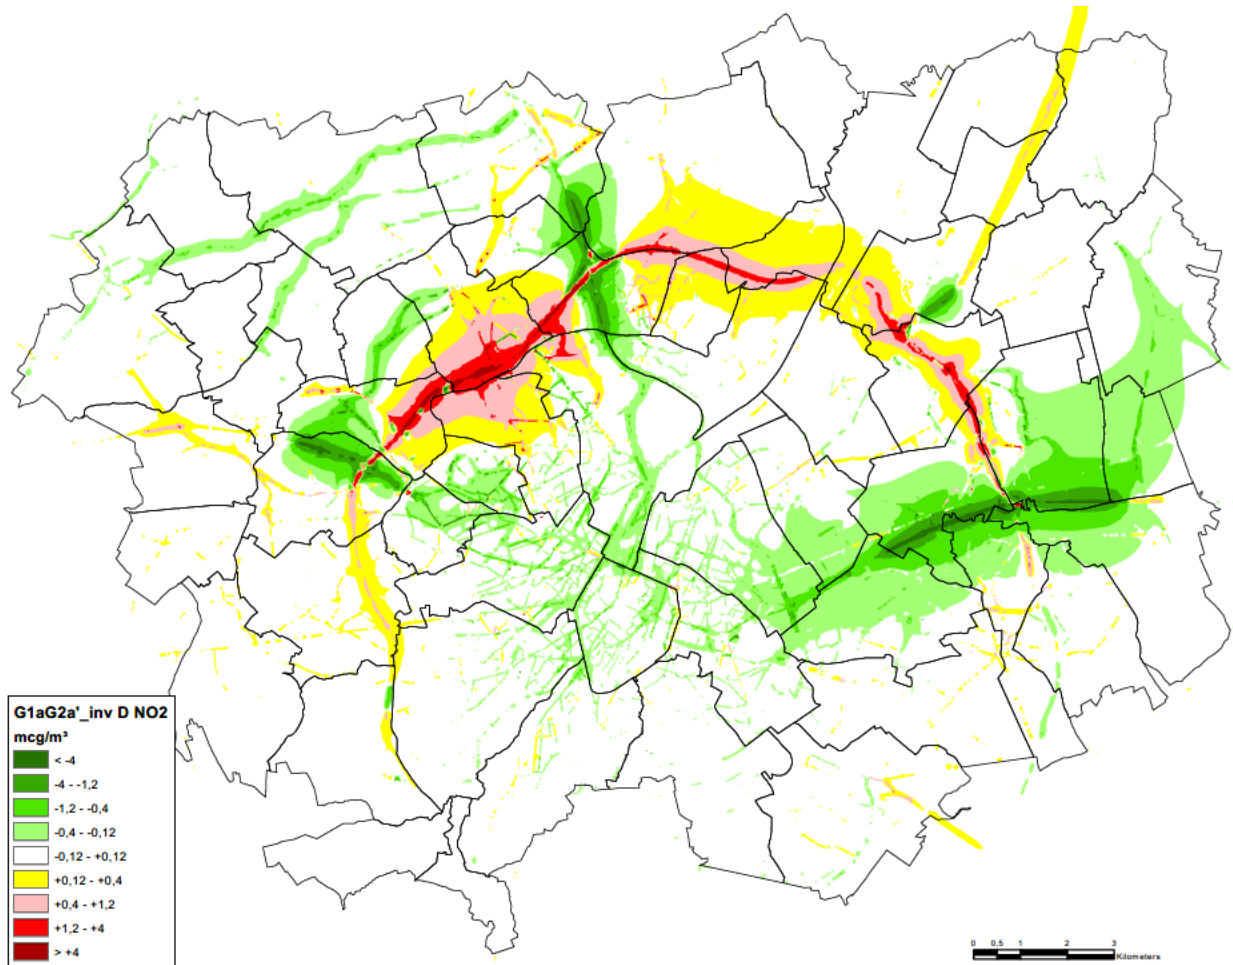 G1aG2a'_inv D NO2
mcg/m³
< -4
-4 - -1,2
-1,2 - -0,4
-0,4 - -0,12
-0,12 - +0,12
+0,12 - +0,4
+0,4 - +1,2
+1,2 - +4
> +4
0 0,5 1 2 3
Kilometers